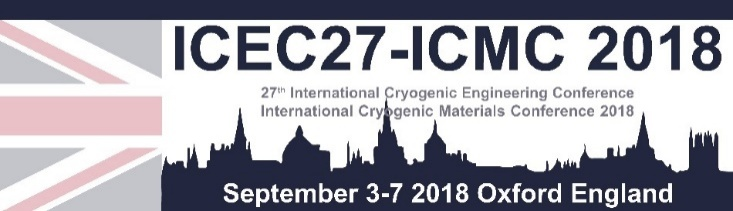 ICEC27-ICMC 2018
27th International Cryogenic Engineering Conference
International Cryogenic Materials Conference 2018
September 3-7 2018 Oxford England